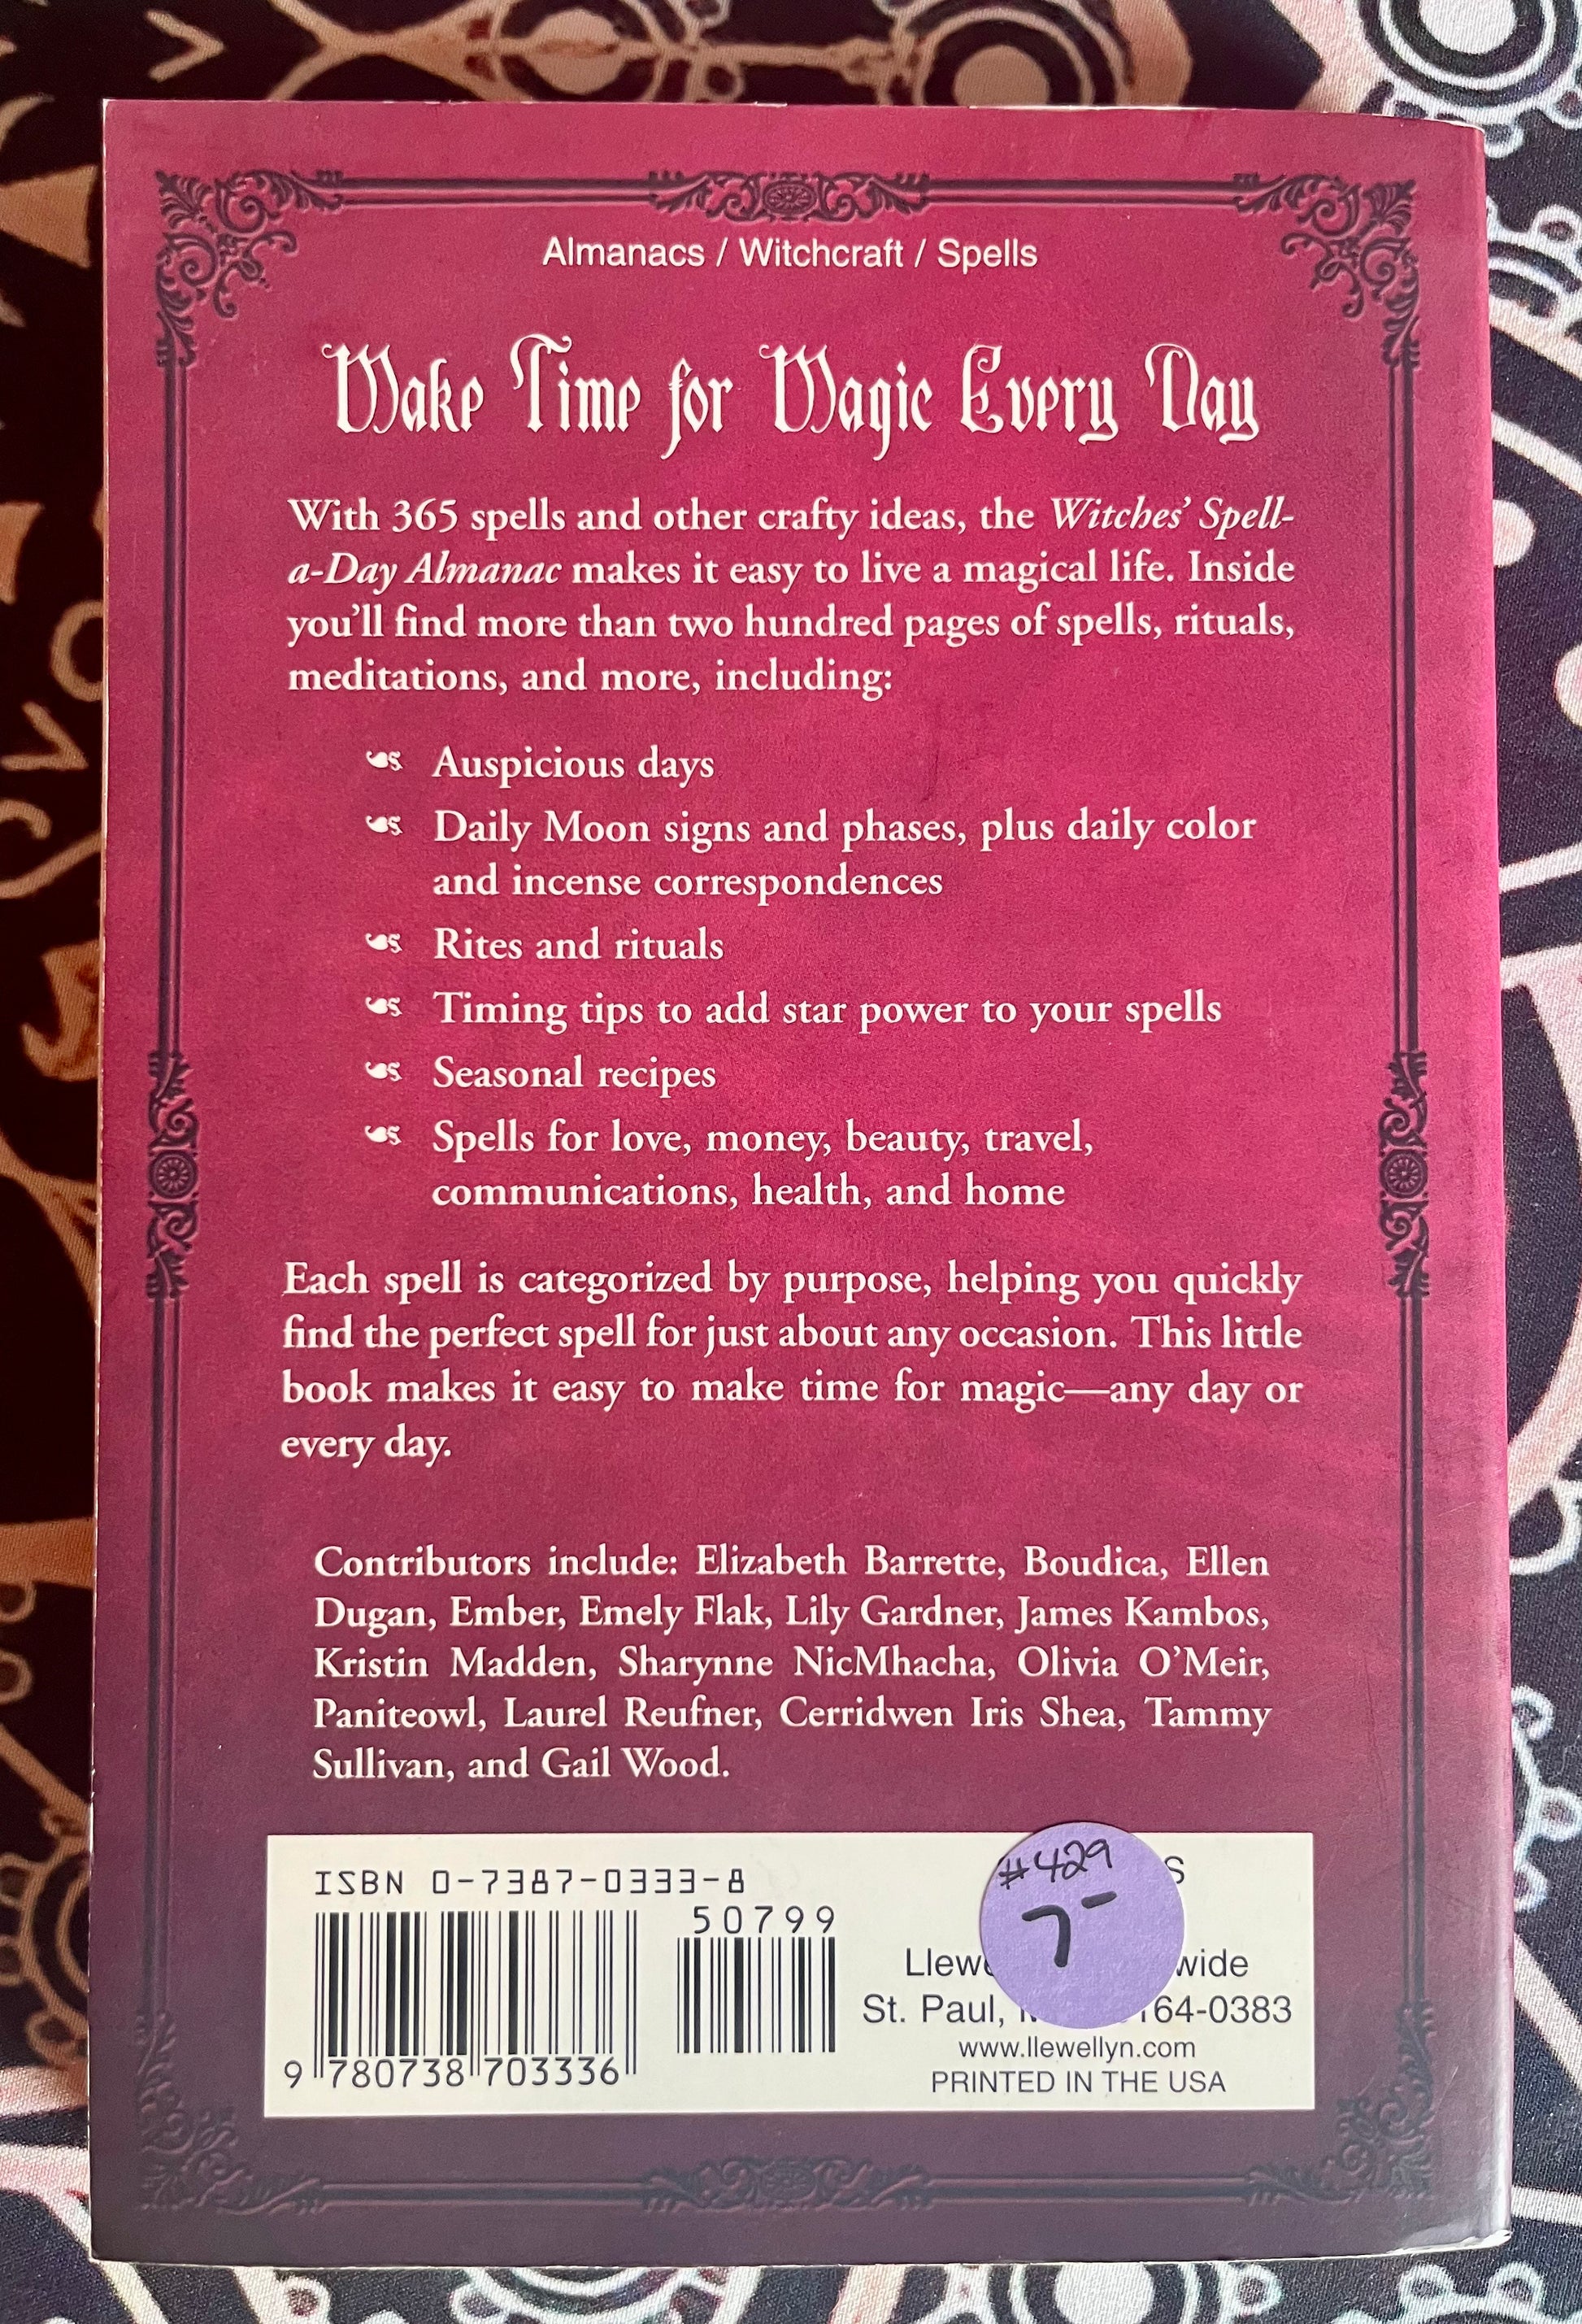 Almanacs / Witchcraft / Spells
Make Time for Magic Every Day
With 365 spells and other crafty ideas, the Witches' Spell-
a-Day Almanac makes it easy to live a magical life. Inside
you'll find more than two hundred pages of spells, rituals,
meditations, and more, including:
Auspicious days
Daily Moon signs and phases, plus daily color
and incense correspondences
Rites and rituals
Timing tips to add star power to your spells
Seasonal recipes
Spells for love, money, beauty, travel,
communications, health, and home
Each spell is categorized by purpose, helping you quickly
find the perfect spell for just about any occasion. This little
book makes it easy to make time for magic—any day or
every day.
Contributors include: Elizabeth Barrette, Boudica, Ellen
Dugan, Ember, Emely Flak, Lily Gardner, James Kambos,
Kristin Madden, Sharynne NicMhacha, Olivia O'Meir,
Paniteowl, Laurel Reufner, Cerridwen Iris Shea, Tammy
Sullivan, and Gail Wood.
ISBN 0-7387-0333-8
50799
9 780738 703336
#429
7-
St. Paul, 164-0383
www.llewellyn.com
PRINTED IN THE USA